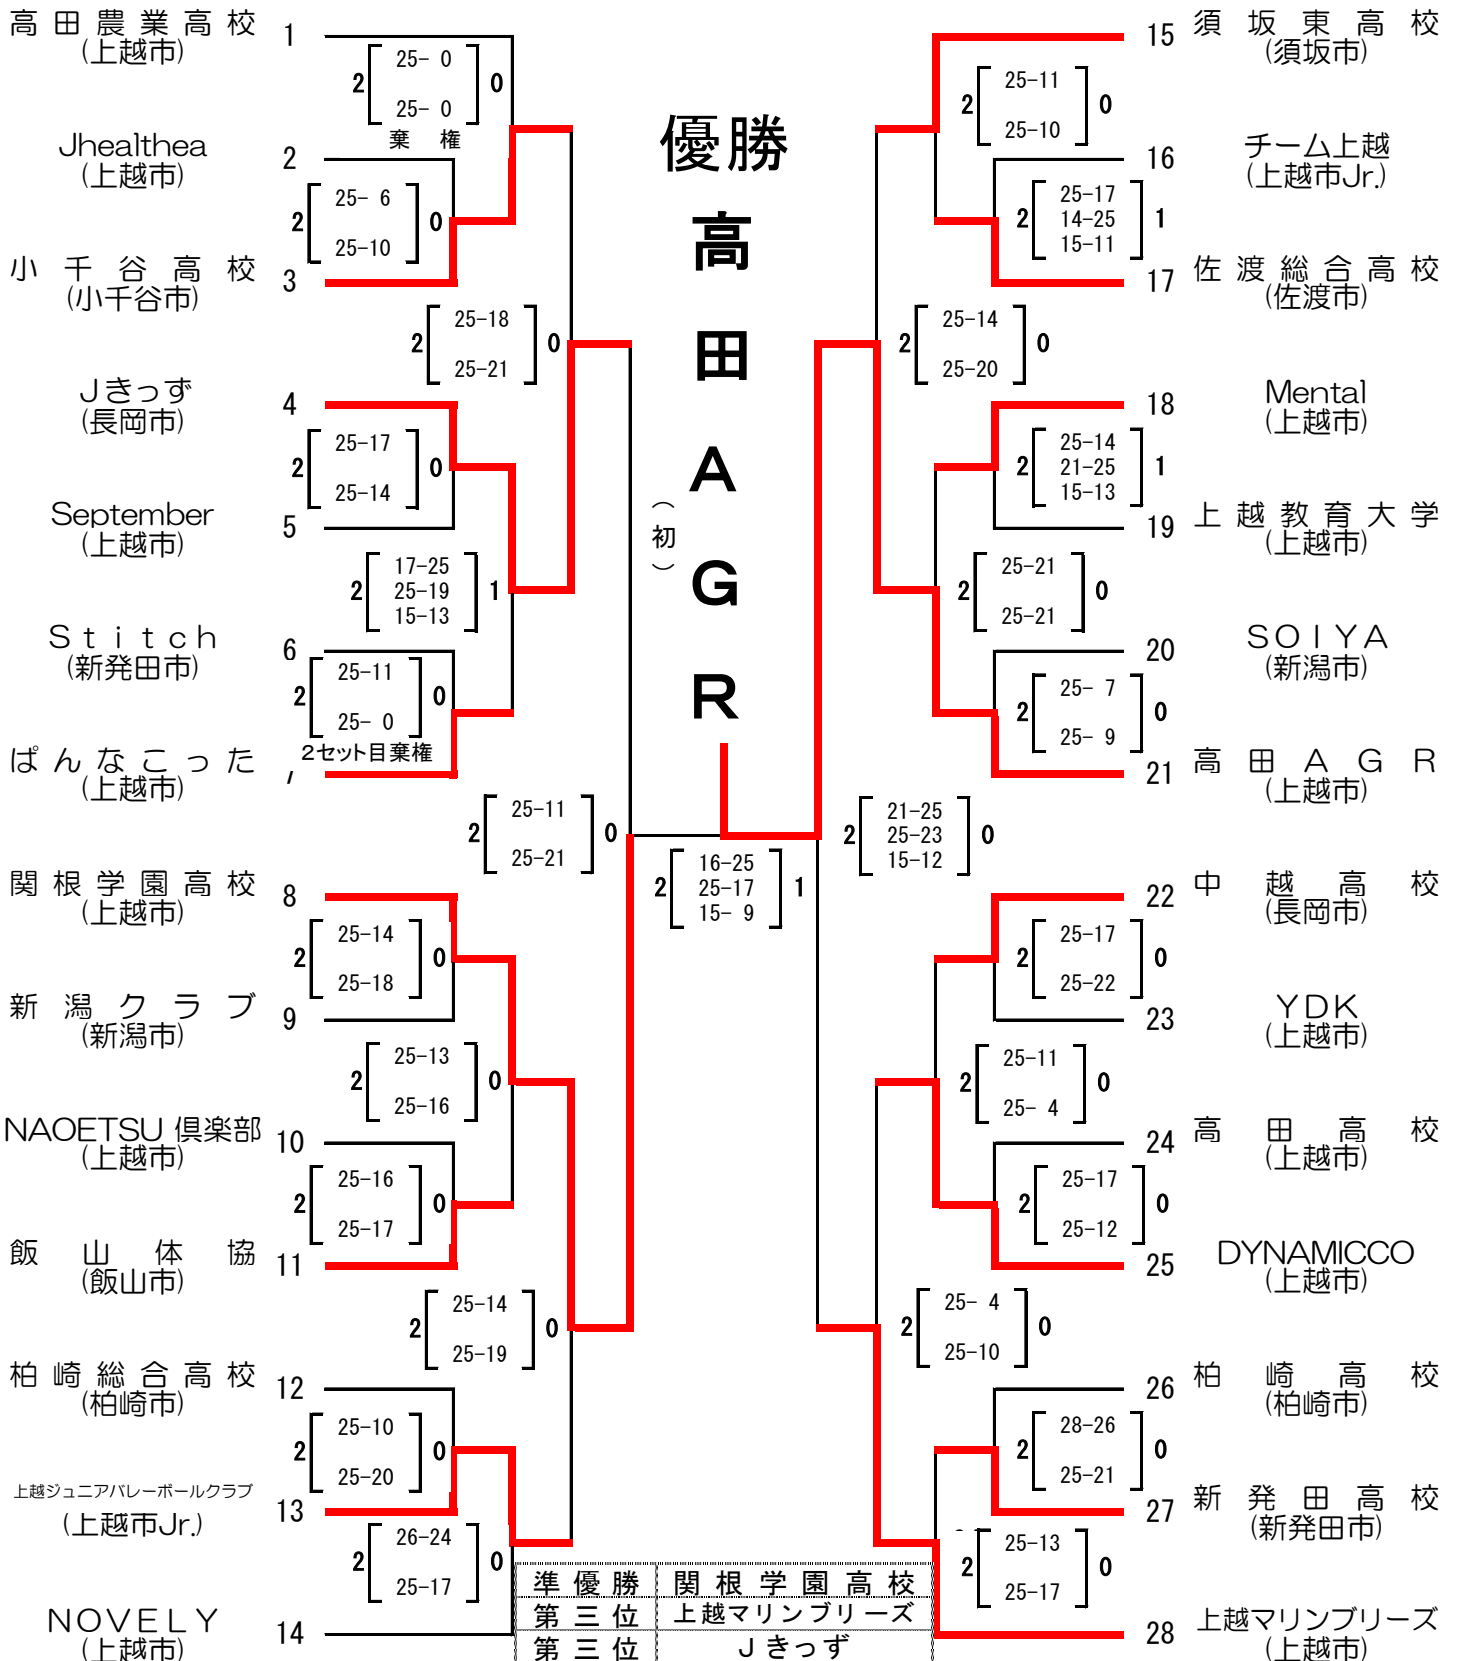 高田農業高校
(上越市)
1
2 25- 0 0
25- 0
棄 権
Jhealthea
(上越市)
2
2 25- 6 0
25-10
小千谷高校
(小千谷市)
3
2 25-18 0
25-21
Jきっず
(長岡市)
4
2 25-17 0
25-14
September
(上越市)
5
2 17-25 1
25-19
15-13
Stitch
(新発田市)
6
2 25-11 0
25- 0
2セット目棄権
ぱんなこった
(上越市)
7
2 25-11 0
25-21
関根学園高校
(上越市)
8
2 25-14 0
25-18
新潟クラブ
(新潟市)
9
2 25-13 0
25-16
NAOETSU 倶楽部
(上越市)
10
2 25-16 0
25-17
飯山体協
(飯山市)
11
2 25-14 0
25-19
柏崎総合高校
(柏崎市)
12
2 25-10 0
25-20
上越ジュニアバレーボールクラブ
(上越市Jr.)
13
2 26-24 0
25-17
NOVELY
(上越市)
14
優勝
高田AGR
(初)
2 16-25 1
25-17
15- 9
準優勝 関根学園高校
第三位 上越マリンブリーズ
第三位 Jきっず
15
須坂東高校
(須坂市)
2 25-11 0
25-10
16
チーム上越
(上越市Jr.)
2 25-17 1
14-25
15-11
17
佐渡総合高校
(佐渡市)
2 25-14 0
25-20
18
Mental
(上越市)
2 25-14 1
21-25
15-13
19
上越教育大学
(上越市)
2 25-21 0
25-21
20
SOIYA
(新潟市)
2 25- 7 0
25- 9
21
高田AGR
(上越市)
2 21-25 0
25-23
15-12
22
中越高校
(長岡市)
2 25-17 0
25-22
23
YDK
(上越市)
2 25-11 0
25- 4
24
高田高校
(上越市)
2 25-17 0
25-12
25
DYNAMICCO
(上越市)
2 25- 4 0
25-10
26
柏崎高校
(柏崎市)
2 28-26 0
25-21
27
新発田高校
(新発田市)
2 25-13 0
25-17
28
上越マリンブリーズ
(上越市)